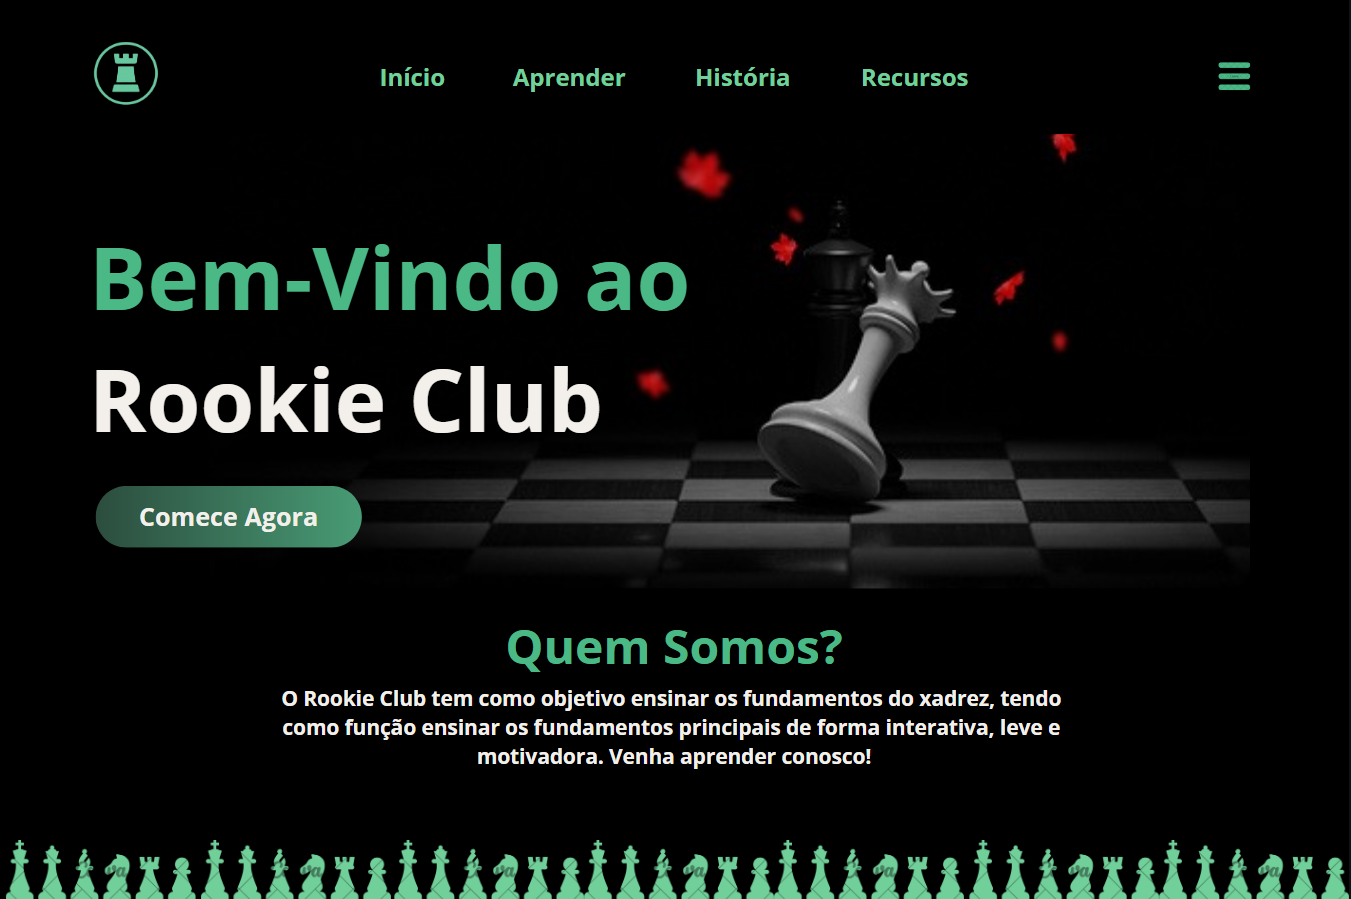 Início Aprender História Recursos
Bem-Vindo ao
Rookie Club
Comece Agora
Quem Somos?
O Rookie Club tem como objetivo ensinar os fundamentos do xadrez, tendo
como função ensinar os fundamentos principais de forma interativa, leve e
motivadora. Venha aprender conosco!